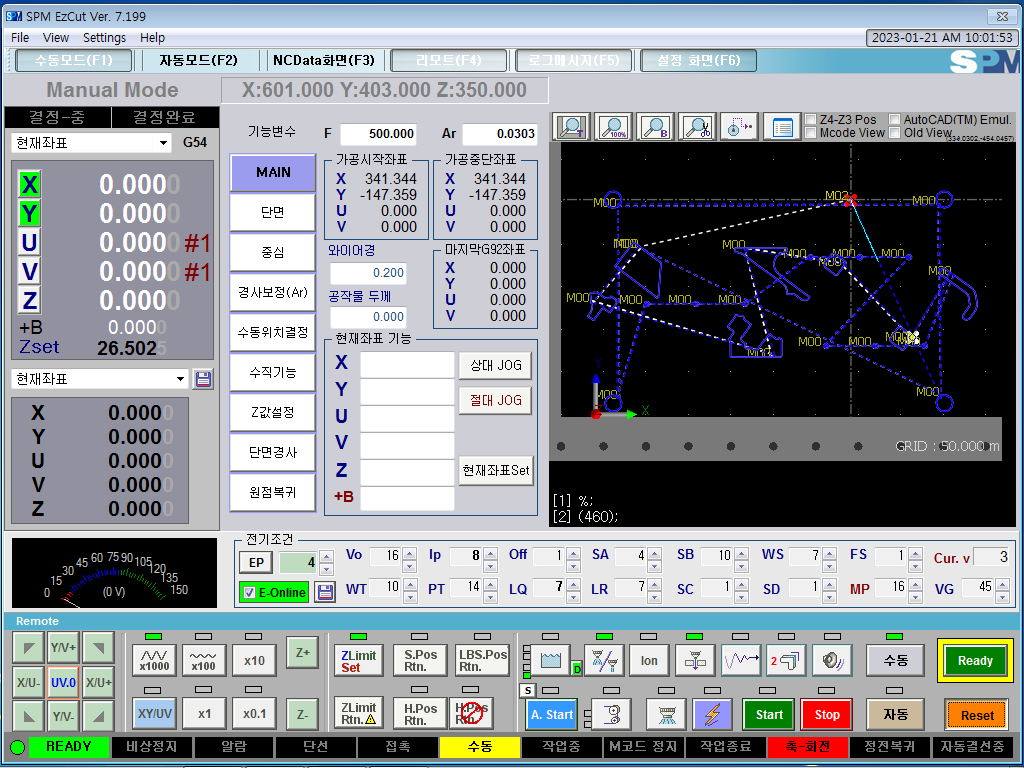 SPM EzCut Ver. 7.199
File View Settings Help
2023-01-21 AM 10:01:53
수동모드(F1) 자동모드(F2) NCData화면(F3) 리모트(F4) 로그메시지(F5) 설정 화면(F6) SPM
Manual Mode X:601.000 Y:403.000 Z:350.000
결정-중 결정완료
현재좌표 G54
X 0.0000
Y 0.0000
U 0.0000 #1
V 0.0000 #1
Z 0.0000
+B 0.0000
Zset 26.5025
현재좌표
X 0.0000
Y 0.0000
U 0.0000
V 0.0000
Z 0.0000
기능변수 F 500.000 Ar 0.0303
MAIN
단면
중심
경사보정(Ar)
수동위치결정
수직기능
Z값설정
단면경사
원점복귀
가공시작좌표
X 341.344
Y -147.359
U 0.000
V 0.000
가공중단좌표
X 341.344
Y -147.359
U 0.000
V 0.000
와이어경
0.200
공작물 두께
0.000
마지막G92좌표
X 0.000
Y 0.000
U 0.000
V 0.000
현재좌표 기능
X
Y
U
V
Z
+B
상대 JOG
절대 JOG
현재좌표Set
T 100% B
Z4-Z3 Pos AutoCAD(TM) Emul.
Mcode View Old View
(334.0302,-454.0457)
M00 M02 M00
M00 M00 M00 M00 M00
M00 M00
M00 M00 M00 M00
M00 M00 M00
M00
M00 M00
Y
X
GRID : 50.000 m
[1] %;
[2] (460);
0 15 30 45 60 75 90 105 120 135 150
(0 V)
전기조건
EP 4 Vo 16 Ip 8 Off 1 SA 4 SB 10 WS 7 FS 1 Cur. v 3
E-Online WT 10 PT 14 LQ 7 LR 7 SC 1 SD 1 MP 16 VG 45
Remote
Y/V+
X/U- UV.0 X/U+
Y/V-
x1000 x100 x10 Z+
XY/UV x1 x0.1 Z-
ZLimit Set S.Pos Rtn. LBS.Pos Rtn.
ZLimit Rtn. H.Pos Rtn. H.Pos Rtn.
D Ion 2 수동 Ready
S A. Start Start Stop 자동 Reset
READY 비상정지 알람 단선 접촉 수동 작업중 M코드 정지 작업종료 축-회전 정전복귀 자동결선중